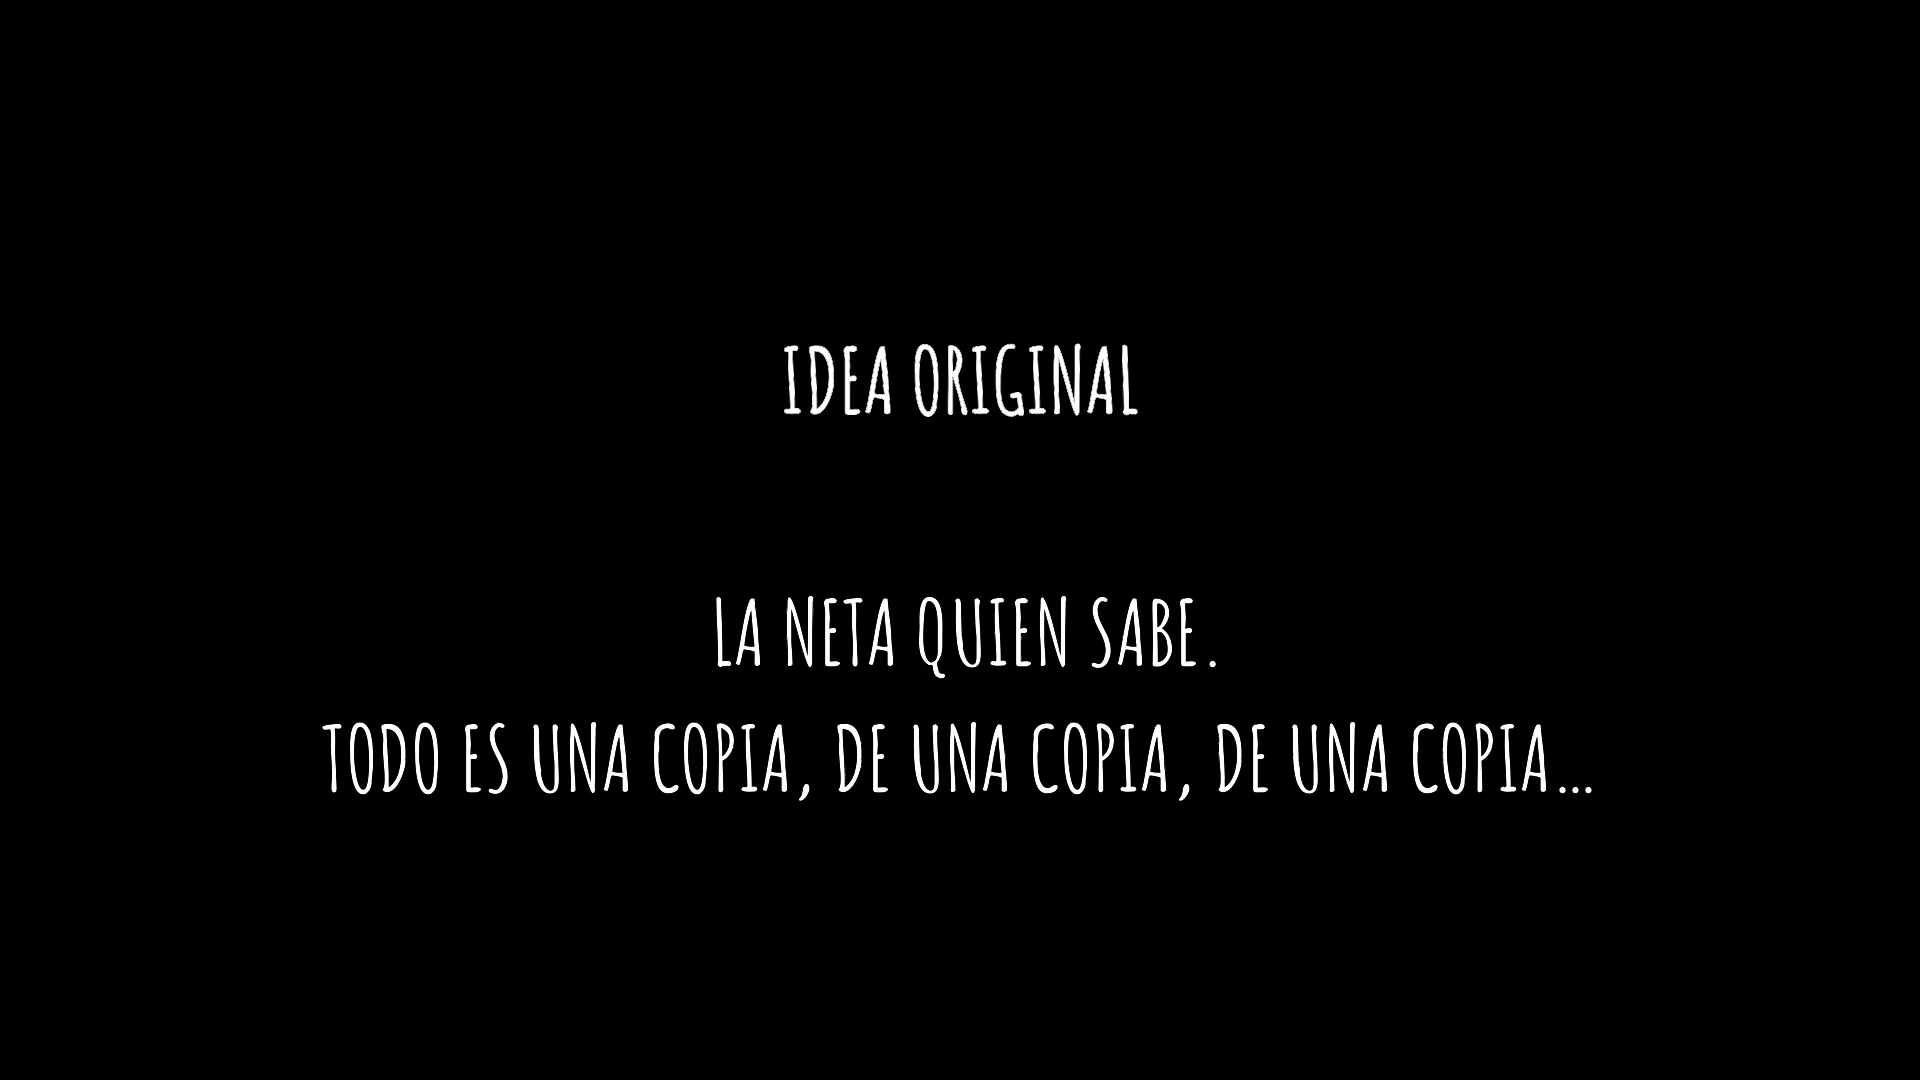 IDEA ORIGINAL
LA NETA QUIEN SABE.
TODO ES UNA COPIA, DE UNA COPIA, DE UNA COPIA...